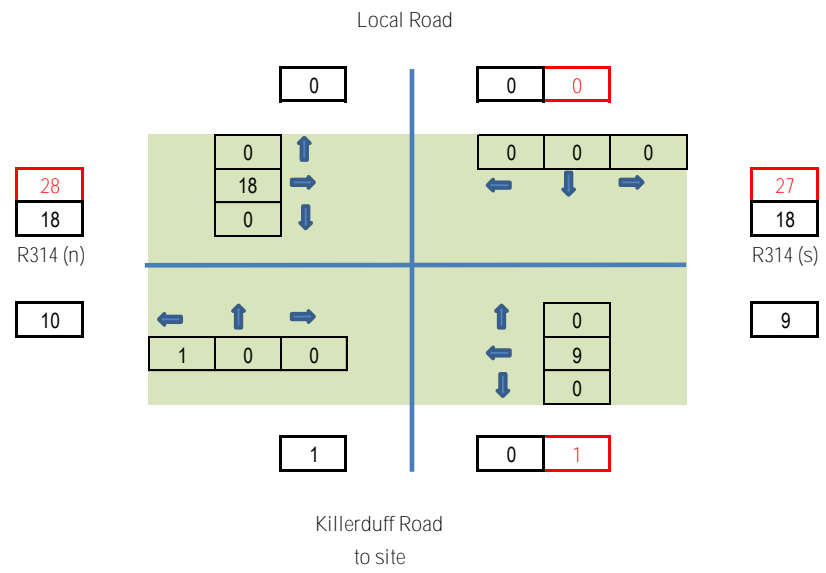 Local Road
0 0 0
0 0 0 0
28 18 27
18 0 18
R314 (n) R314 (s)
10 0 9
1 0 0 9
0
1 0 1
Killerduff Road
to site